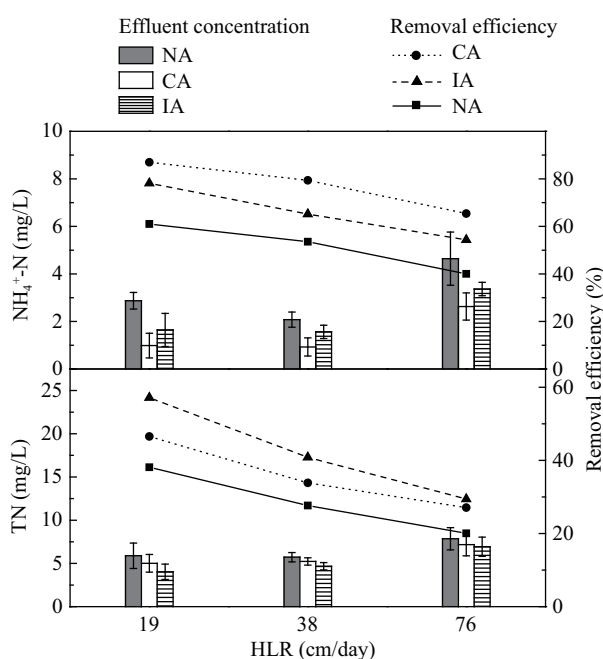 Effluent concentration Removal efficiency
NA CA
CA IA
IA NA
10
8 80
6 60
4 40
2 20
0 0
NH₄⁺-N (mg/L)
25 60
20
40
15
10 20
5
0 0
TN (mg/L)
Removal efficiency (%)
19 38 76
HLR (cm/day)